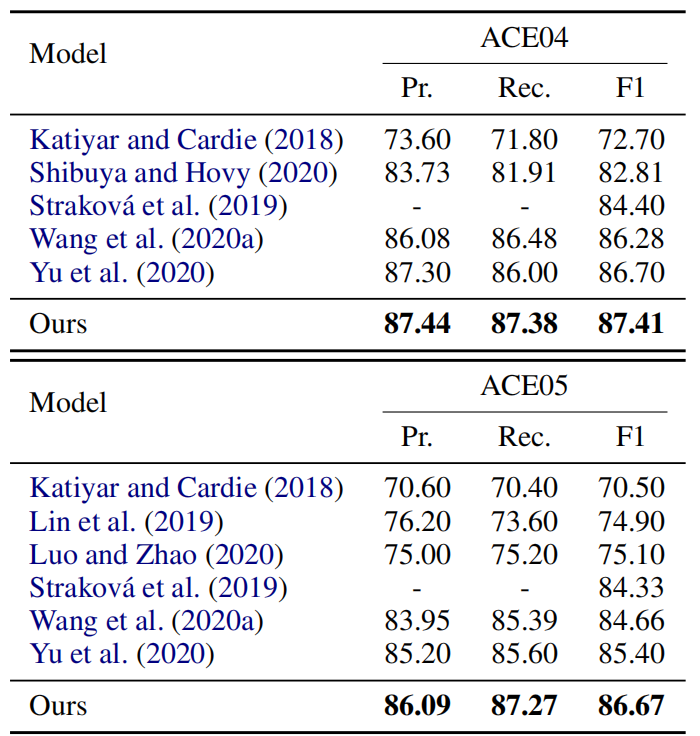 Model ACE04
Pr. Rec. F1
Katiyar and Cardie (2018) 73.60 71.80 72.70
Shibuya and Hovy (2020) 83.73 81.91 82.81
Straková et al. (2019) - - 84.40
Wang et al. (2020a) 86.08 86.48 86.28
Yu et al. (2020) 87.30 86.00 86.70
Ours 87.44 87.38 87.41
Model ACE05
Pr. Rec. F1
Katiyar and Cardie (2018) 70.60 70.40 70.50
Lin et al. (2019) 76.20 73.60 74.90
Luo and Zhao (2020) 75.00 75.20 75.10
Straková et al. (2019) - - 84.33
Wang et al. (2020a) 83.95 85.39 84.66
Yu et al. (2020) 85.20 85.60 85.40
Ours 86.09 87.27 86.67